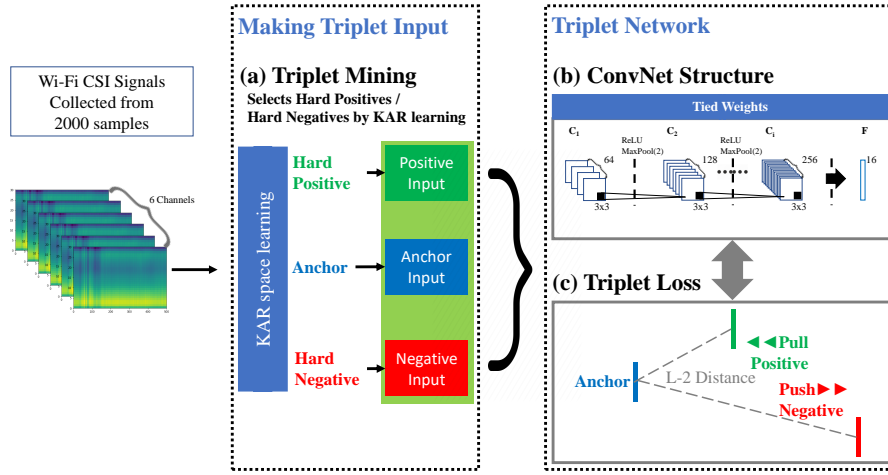 Making Triplet Input
Triplet Network
Wi-Fi CSI Signals
Collected from
2000 samples
(a) Triplet Mining
Selects Hard Positives /
Hard Negatives by KAR learning
6 Channels
KAR space learning
Hard
Positive
Positive
Input
Anchor
Anchor
Input
Hard
Negative
Negative
Input
(b) ConvNet Structure
Tied Weights
C1
C2
Ci
F
ReLU
MaxPool(2)
ReLU
MaxPool(2)
64
128
256
16
3x3
3x3
3x3
(c) Triplet Loss
Pull
Positive
Anchor
L-2 Distance
Push
Negative